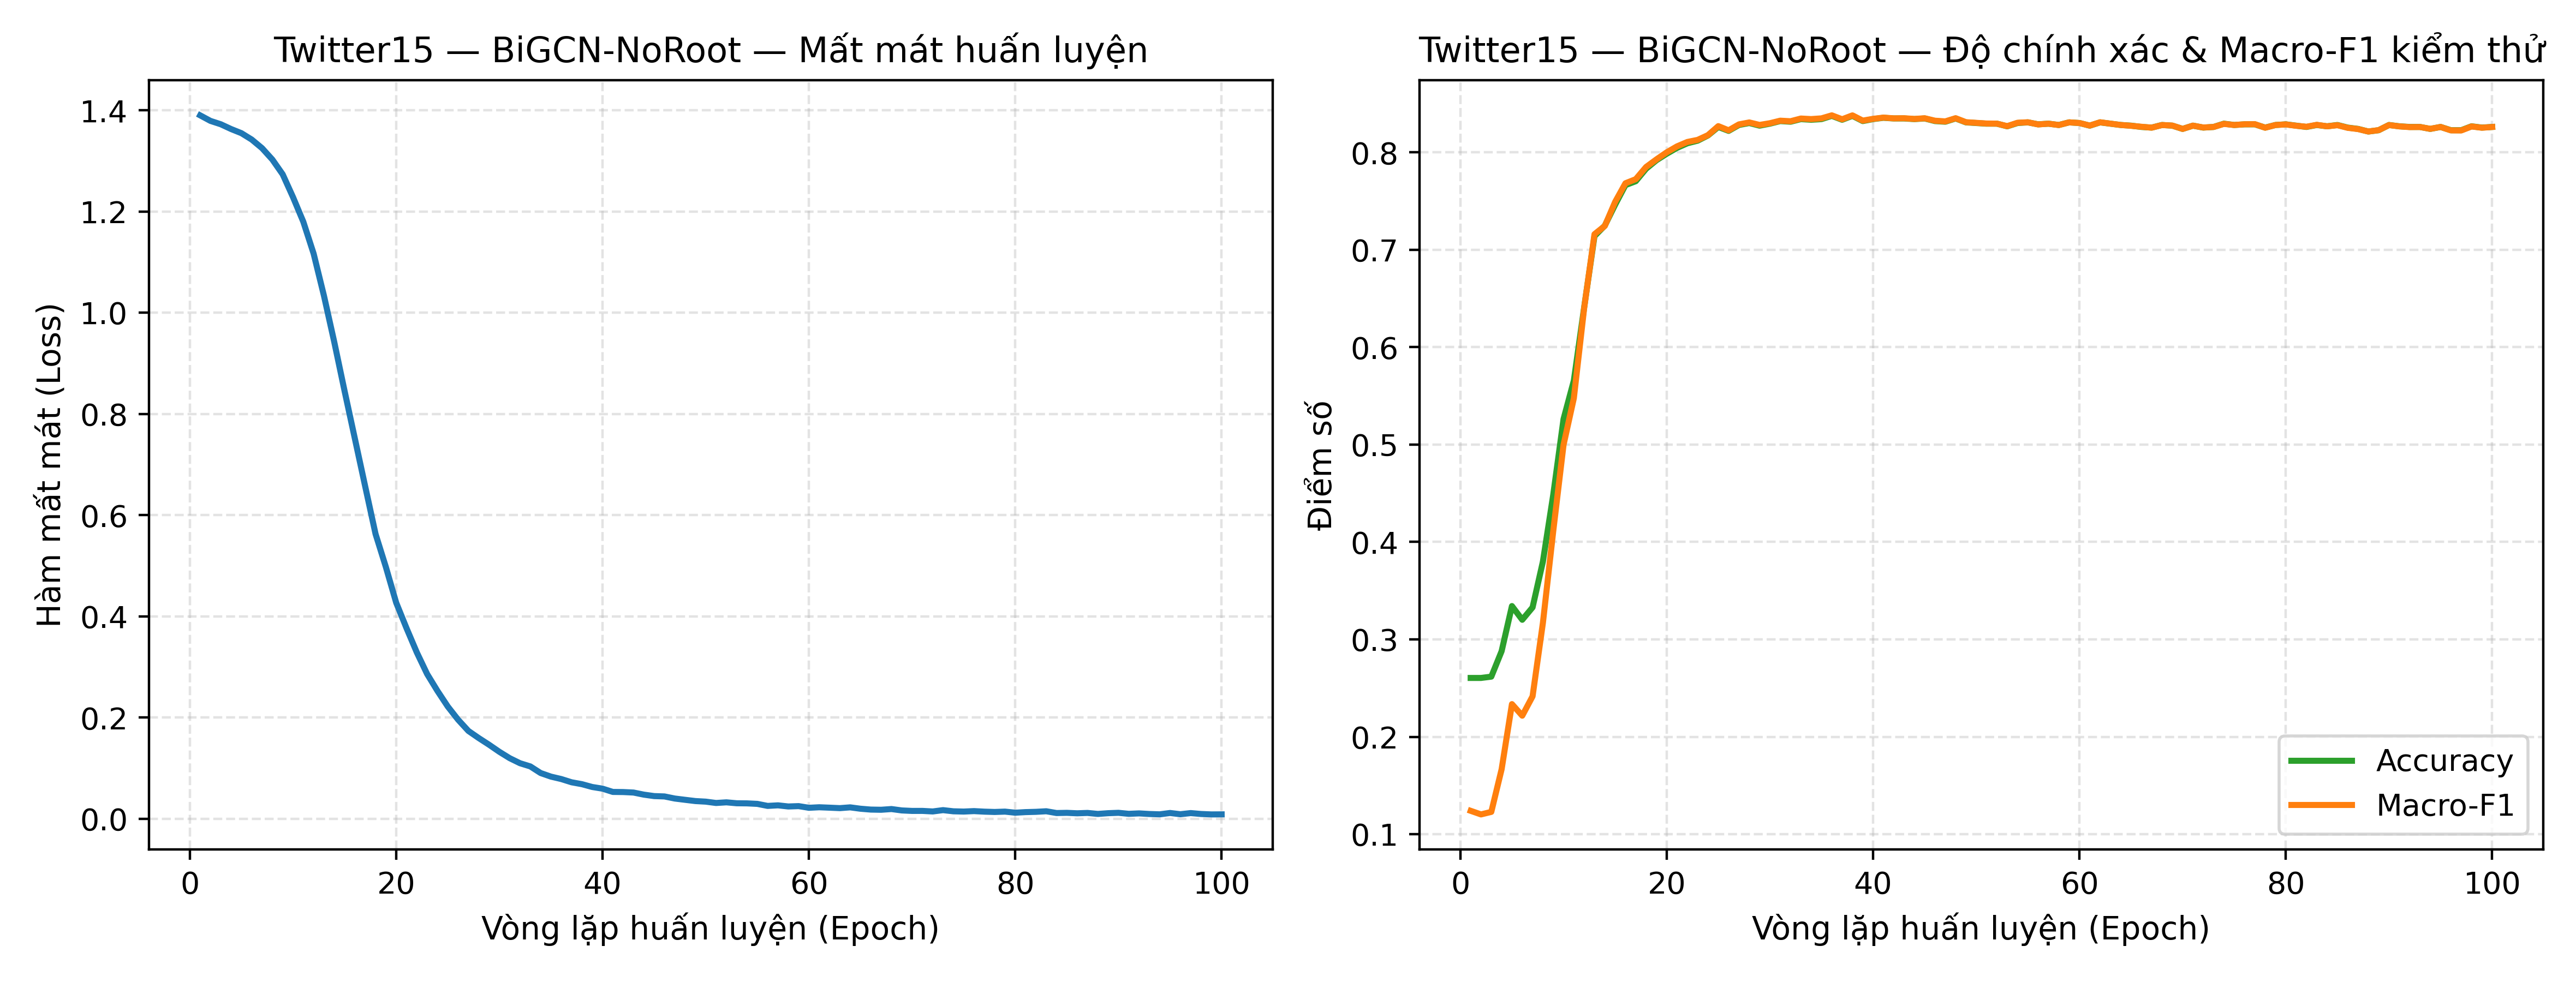 Twitter15 — BiGCN-NoRoot — Mất mát huấn luyện
Hàm mất mát (Loss)
1.4
1.2
1.0
0.8
0.6
0.4
0.2
0.0
0 20 40 60 80 100
Vòng lặp huấn luyện (Epoch)
Twitter15 — BiGCN-NoRoot — Độ chính xác & Macro-F1 kiểm thử
Điểm số
0.8
0.7
0.6
0.5
0.4
0.3
0.2
0.1
Accuracy
Macro-F1
0 20 40 60 80 100
Vòng lặp huấn luyện (Epoch)